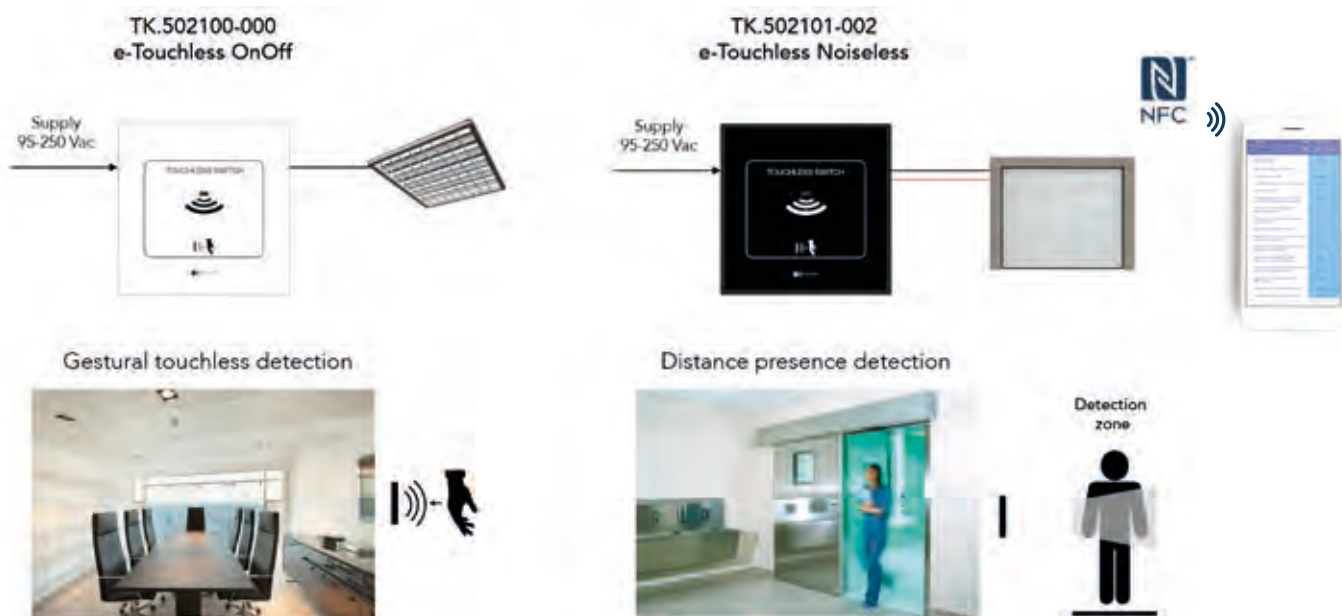 TK.502100-000
e-Touchless OnOff
Supply
95-250 Vac
TOUCHLESS SWITCH
Gestural touchless detection
TK.502101-002
e-Touchless Noiseless
Supply
95-250 Vac
TOUCHLESS SWITCH
NFC
Distance presence detection
Detection
zone